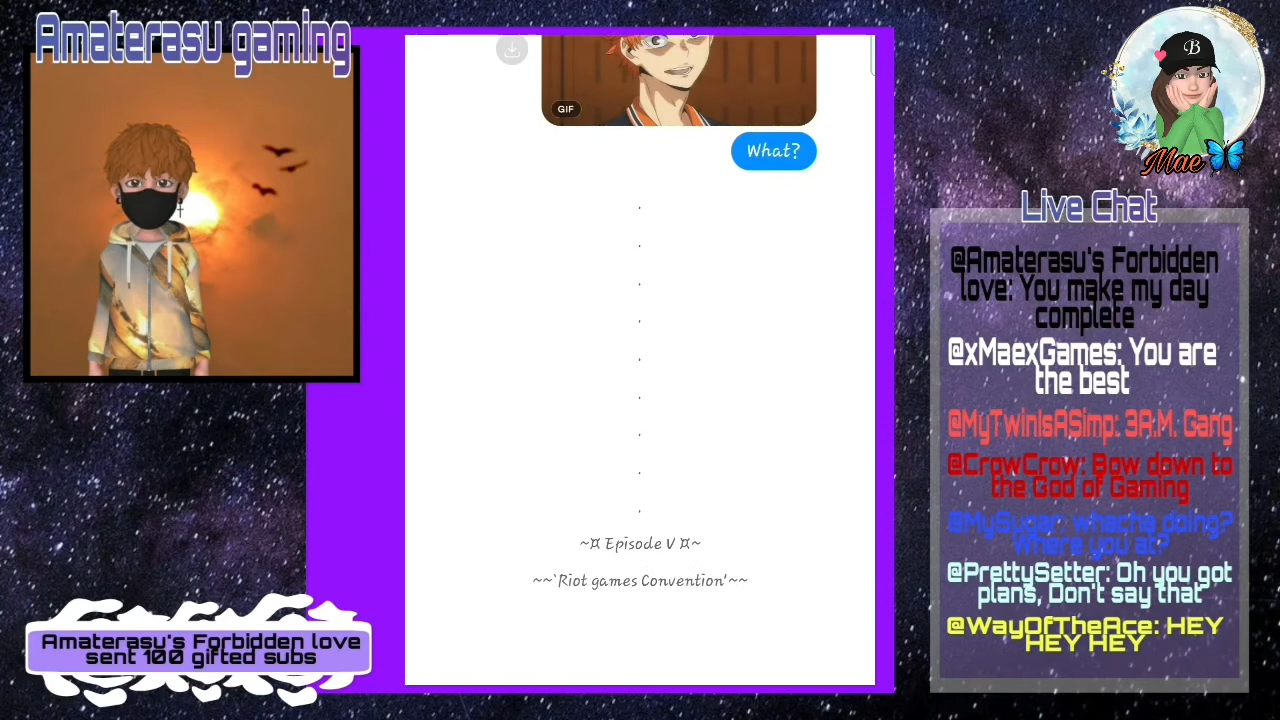 Amaterasu gaming
GIF
What?
~¤ Episode V ¤~
~~`Riot games Convention'~~
B
Mae
Live Chat
@Amaterasu's Forbidden
love: You make my day
complete
@xMaexGames: You are
the best
@MyTwinIsASimp: 3A.M. Gang
@CrowCrow: Bow down to
the God of Gaming
@MySugar: whacha doing?
Where you at?
@PrettySetter: Oh you got
plans, Don't say that
@WayOfTheAce: HEY
HEY HEY
Amaterasu's Forbidden love
sent 100 gifted subs